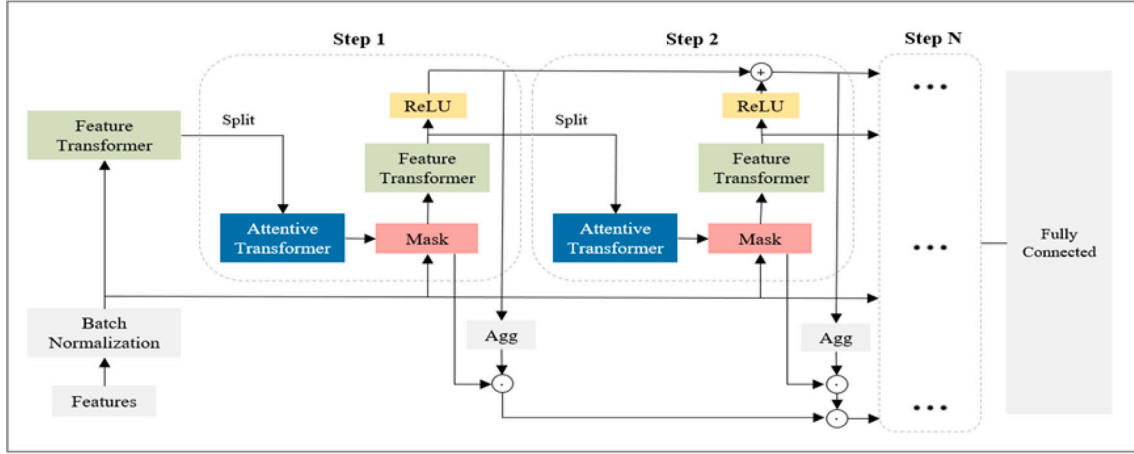 Step 1
Step 2
Step N
ReLU
ReLU
Feature
Transformer
Split
Split
Feature
Transformer
Feature
Transformer
Attentive
Transformer
Mask
Attentive
Transformer
Mask
Fully
Connected
Batch
Normalization
Agg
Agg
Features